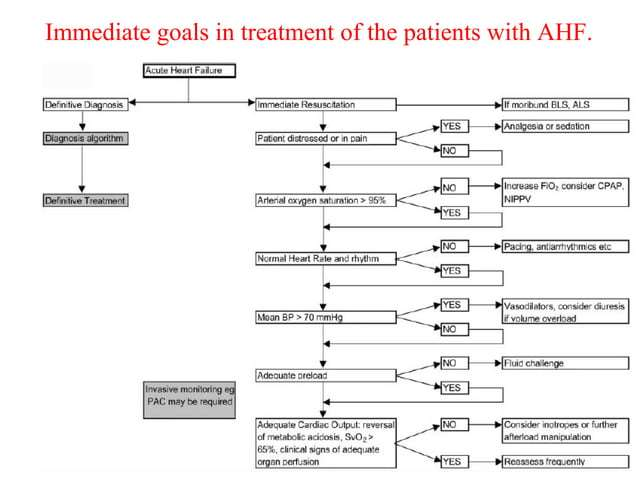 Immediate goals in treatment of the patients with AHF.
Acute Heart Failure
Definitive Diagnosis
Immediate Resuscitation
If moribund BLS, ALS
Diagnosis algorithm
Patient distressed or in pain
YES
Analgesia or sedation
NO
Definitive Treatment
Arterial oxygen saturation > 95%
NO
Increase FiO2 consider CPAP,
NIPPV
YES
Normal Heart Rate and rhythm
NO
Pacing, antiarrhythmics etc
YES
Mean BP > 70 mmHg
YES
Vasodilators, consider diuresis
if volume overload
NO
Adequate preload
NO
Fluid challenge
YES
Invasive monitoring eg
PAC may be required
Adequate Cardiac Output: reversal
of metabolic acidosis, SvO2 >
65%, clinical signs of adequate
organ perfusion
NO
Consider inotropes or further
afterload manipulation
YES
Reassess frequently